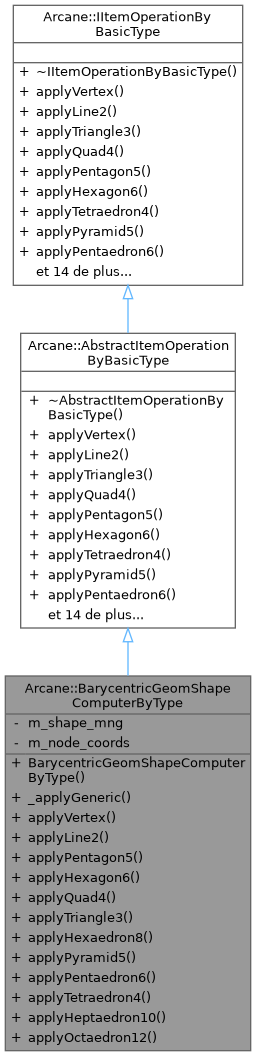 Arcane::IItemOperationBy
BasicType
+ ~IItemOperationByBasicType()
+ applyVertex()
+ applyLine2()
+ applyTriangle3()
+ applyQuad4()
+ applyPentagon5()
+ applyHexagon6()
+ applyTetraedron4()
+ applyPyramid5()
+ applyPentaedron6()
et 14 de plus...
Arcane::AbstractItemOperation
ByBasicType
+ ~AbstractItemOperationBy
BasicType()
+ applyVertex()
+ applyLine2()
+ applyTriangle3()
+ applyQuad4()
+ applyPentagon5()
+ applyHexagon6()
+ applyTetraedron4()
+ applyPyramid5()
+ applyPentaedron6()
et 14 de plus...
Arcane::BarycentricGeomShape
ComputerByType
- m_shape_mng
- m_node_coords
+ BarycentricGeomShapeComputer
ByType()
+ _applyGeneric()
+ applyVertex()
+ applyLine2()
+ applyPentagon5()
+ applyHexagon6()
+ applyQuad4()
+ applyTriangle3()
+ applyHexaedron8()
+ applyPyramid5()
+ applyPentaedron6()
+ applyTetraedron4()
+ applyHeptaedron10()
+ applyOctaedron12()